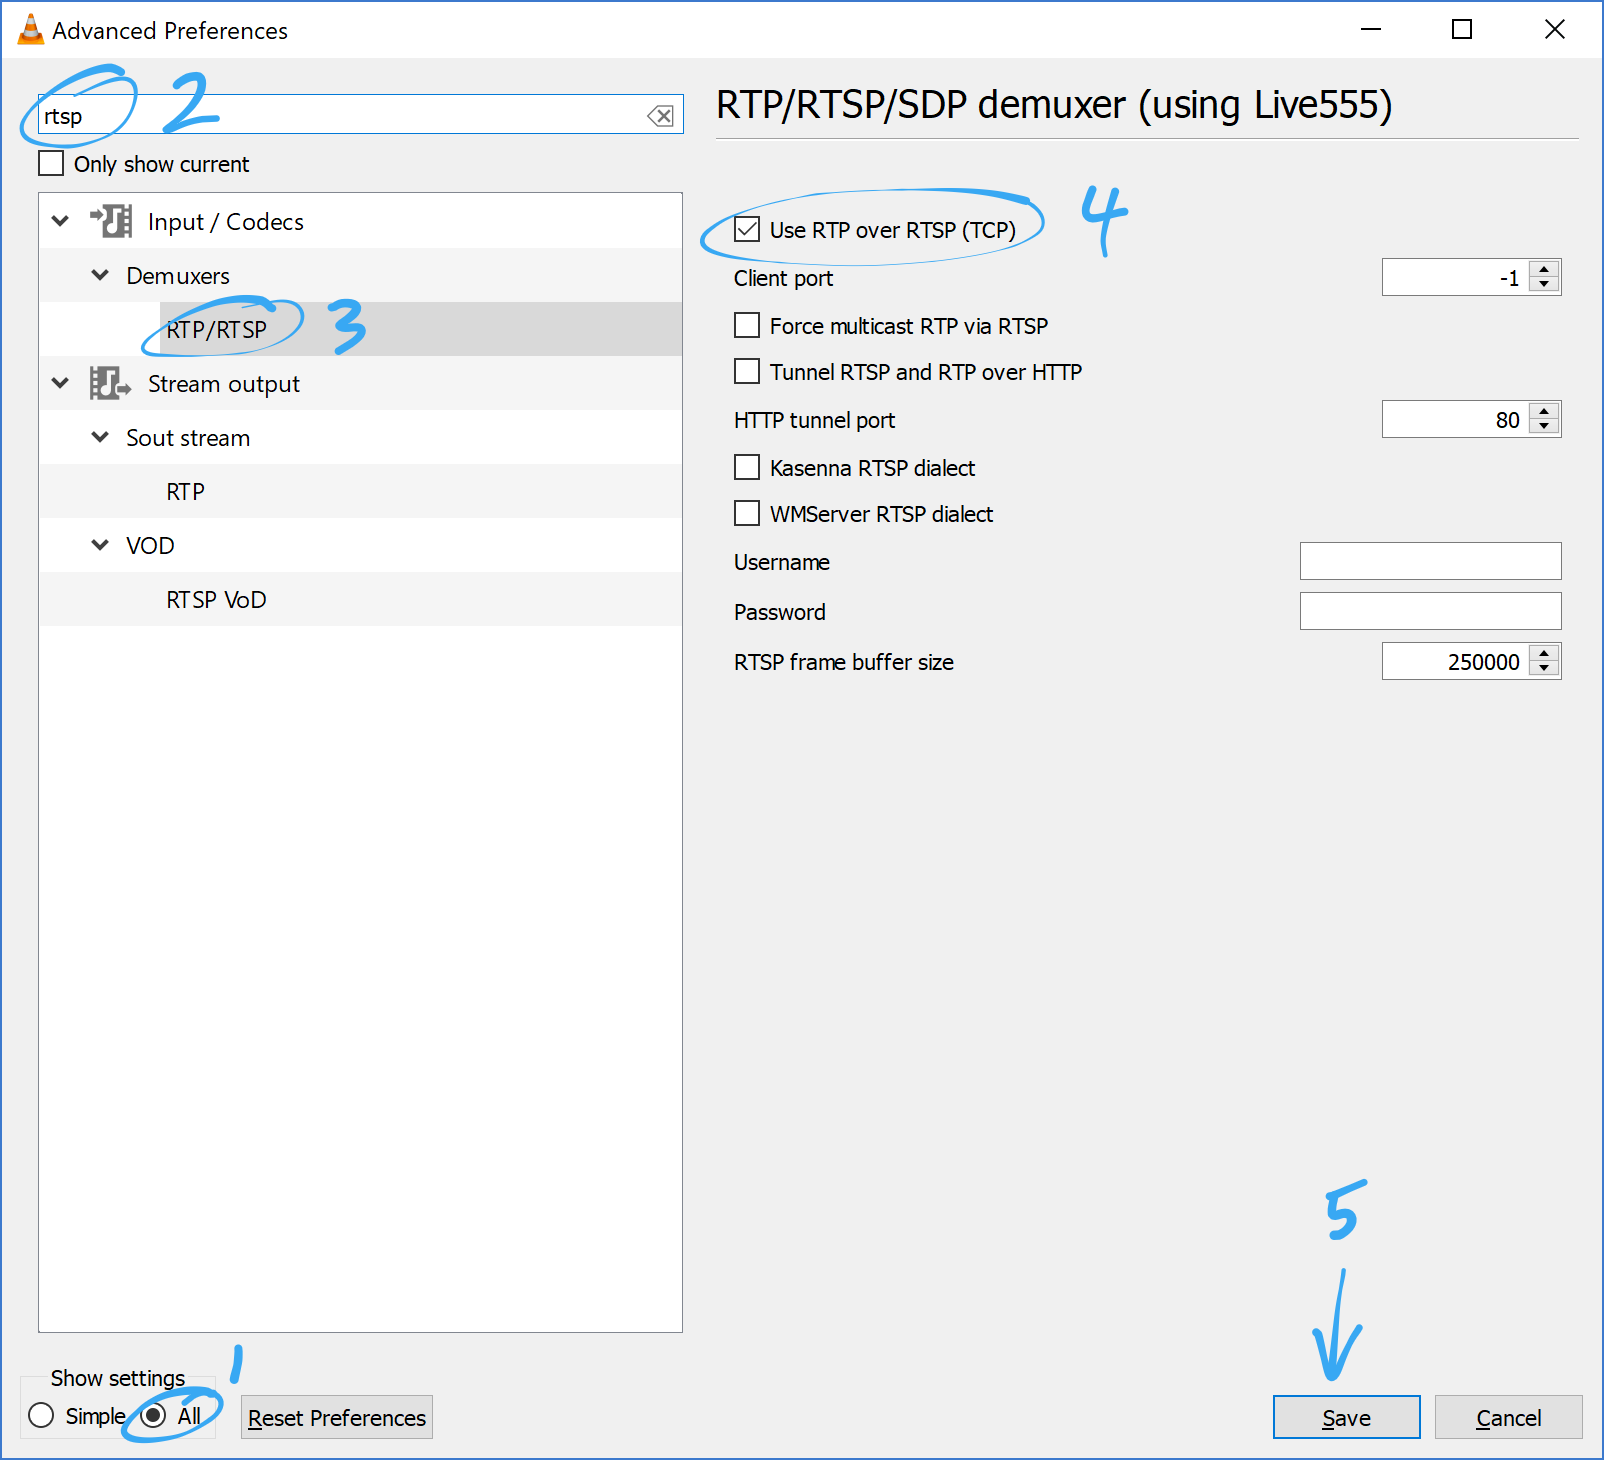 Advanced Preferences
rtsp 2
Only show current
Input / Codecs
Demuxers
RTP/RTSP 3
Stream output
Sout stream
RTP
VOD
RTSP VoD
RTP/RTSP/SDP demuxer (using Live555)
Use RTP over RTSP (TCP) 4
Client port -1
Force multicast RTP via RTSP
Tunnel RTSP and RTP over HTTP
HTTP tunnel port 80
Kasenna RTSP dialect
WMServer RTSP dialect
Username
Password
RTSP frame buffer size 250000
5
Show settings 1
Simple All Reset Preferences Save Cancel